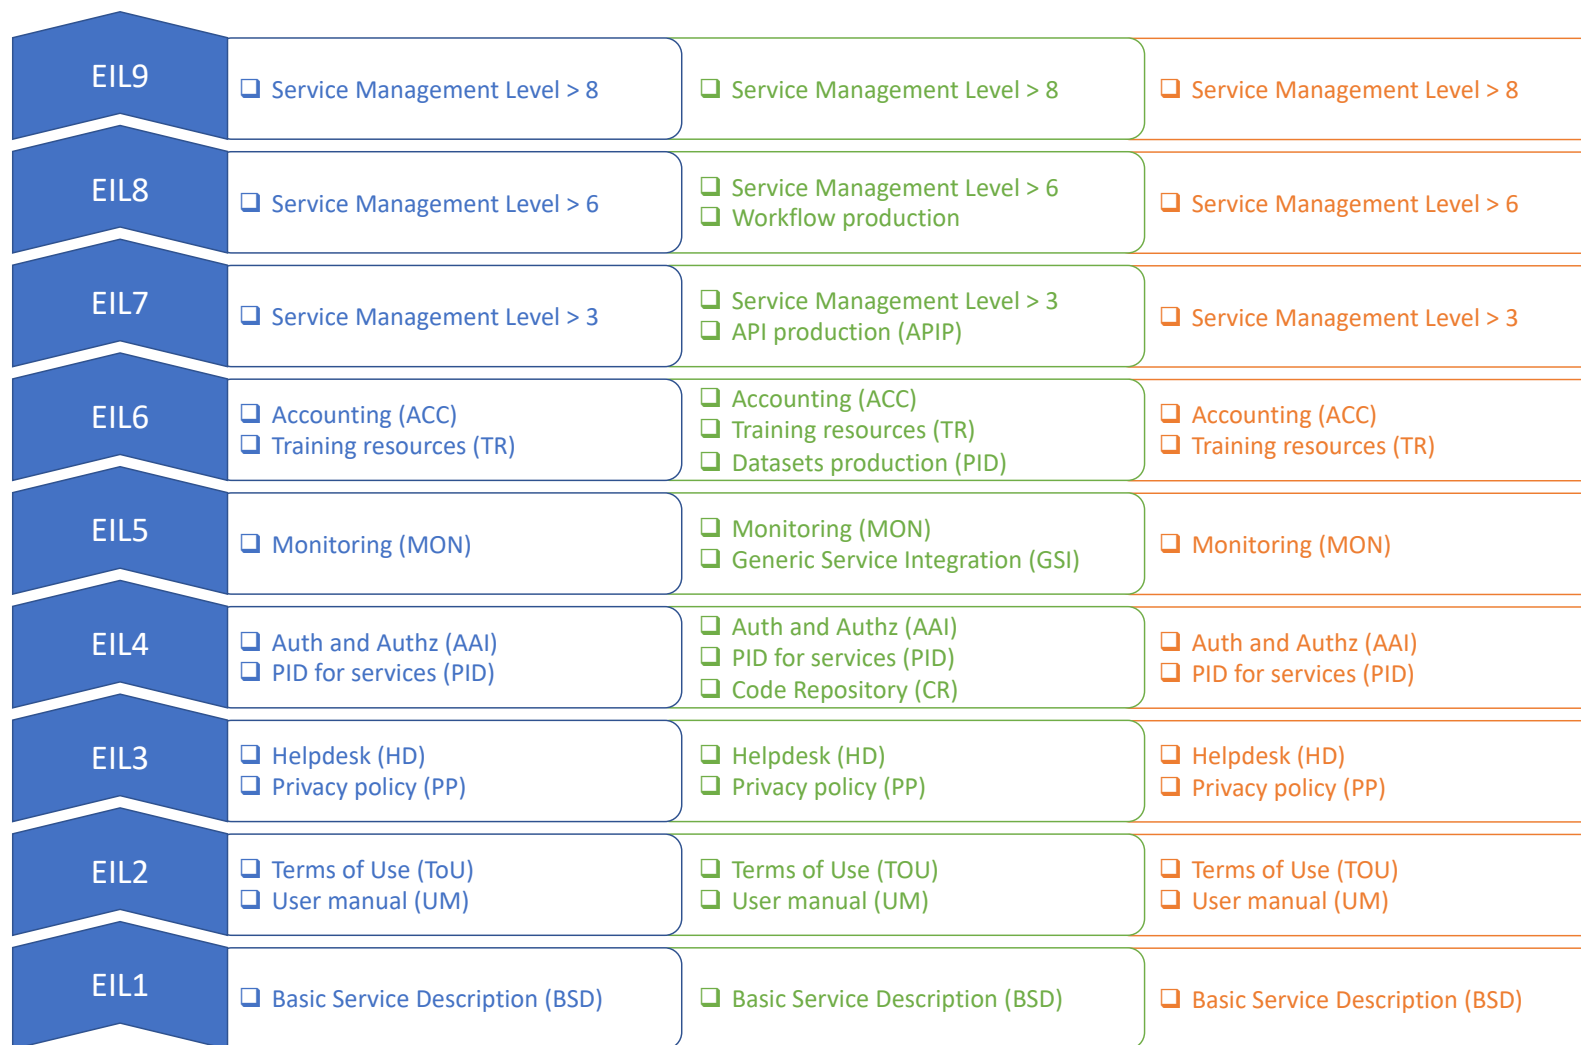 EIL9
❑ Service Management Level > 8
❑ Service Management Level > 8
❑ Service Management Level > 8
EIL8
❑ Service Management Level > 6
❑ Service Management Level > 6
❑ Workflow production
❑ Service Management Level > 6
EIL7
❑ Service Management Level > 3
❑ Service Management Level > 3
❑ API production (APIP)
❑ Service Management Level > 3
EIL6
❑ Accounting (ACC)
❑ Training resources (TR)
❑ Accounting (ACC)
❑ Training resources (TR)
❑ Datasets production (PID)
❑ Accounting (ACC)
❑ Training resources (TR)
EIL5
❑ Monitoring (MON)
❑ Monitoring (MON)
❑ Generic Service Integration (GSI)
❑ Monitoring (MON)
EIL4
❑ Auth and Authz (AAI)
❑ PID for services (PID)
❑ Auth and Authz (AAI)
❑ PID for services (PID)
❑ Code Repository (CR)
❑ Auth and Authz (AAI)
❑ PID for services (PID)
EIL3
❑ Helpdesk (HD)
❑ Privacy policy (PP)
❑ Helpdesk (HD)
❑ Privacy policy (PP)
❑ Helpdesk (HD)
❑ Privacy policy (PP)
EIL2
❑ Terms of Use (ToU)
❑ User manual (UM)
❑ Terms of Use (TOU)
❑ User manual (UM)
❑ Terms of Use (TOU)
❑ User manual (UM)
EIL1
❑ Basic Service Description (BSD)
❑ Basic Service Description (BSD)
❑ Basic Service Description (BSD)